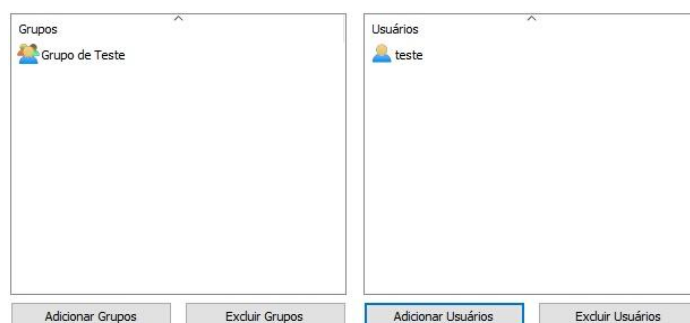 Grupos
Grupo de Teste
Usuários
teste
Adicionar Grupos
Excluir Grupos
Adicionar Usuários
Excluir Usuários